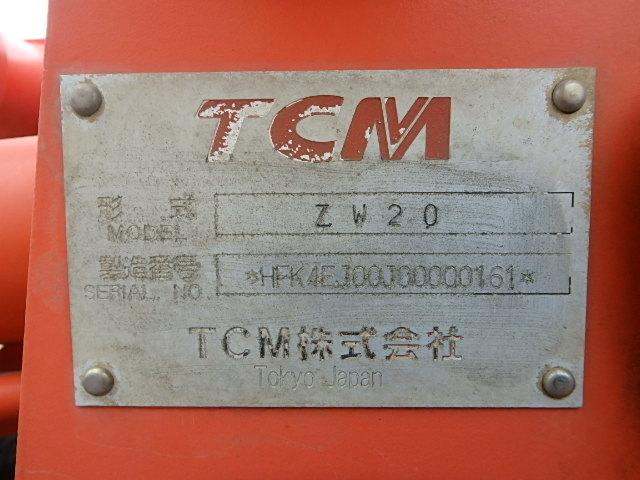 TCM
形式 ZW20
MODEL
製造番号 *HFK4EJ00J00000161*
SERIAL NO.
TCM株式会社
Tokyo Japan